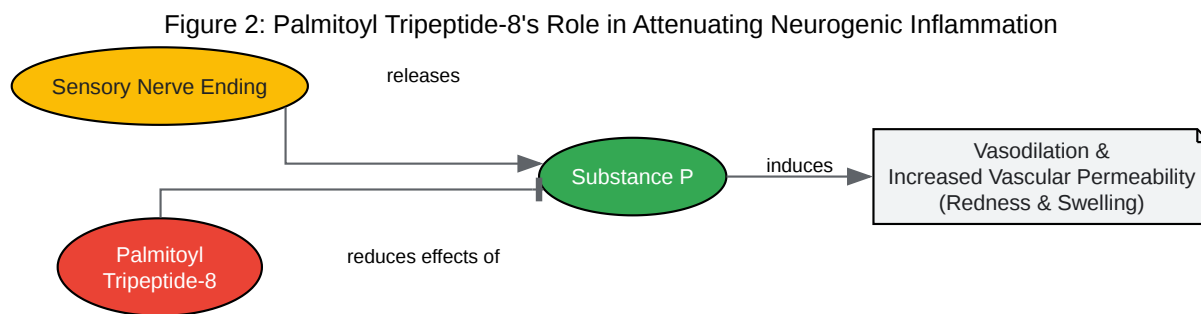 Figure 2: Palmitoyl Tripeptide-8's Role in Attenuating Neurogenic Inflammation
Sensory Nerve Ending
releases
Substance P
induces
Vasodilation &
Increased Vascular Permeability
(Redness & Swelling)
Palmitoyl
Tripeptide-8
reduces effects of